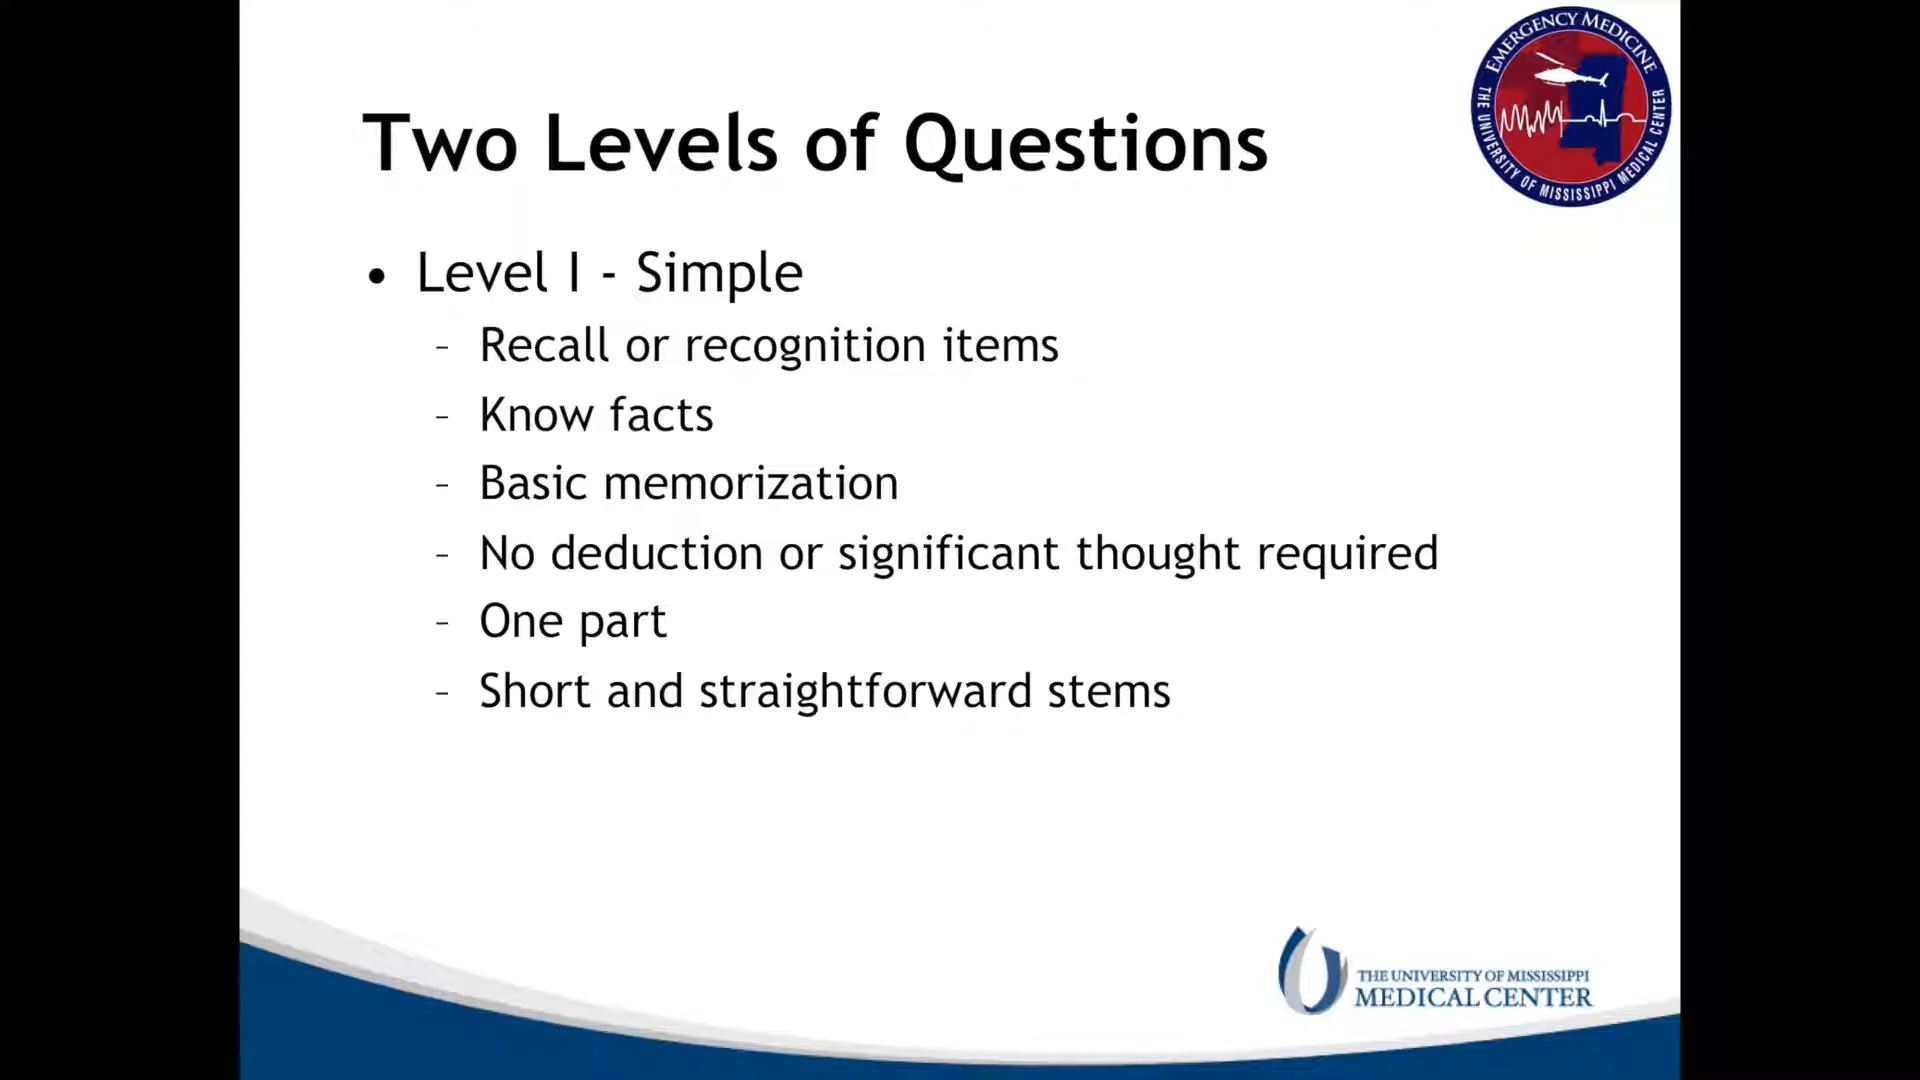 Two Levels of Questions
• Level I - Simple
– Recall or recognition items
– Know facts
– Basic memorization
– No deduction or significant thought required
– One part
– Short and straightforward stems
EMERGENCY MEDICINE
THE UNIVERSITY OF MISSISSIPPI MEDICAL CENTER
THE UNIVERSITY OF MISSISSIPPI
MEDICAL CENTER